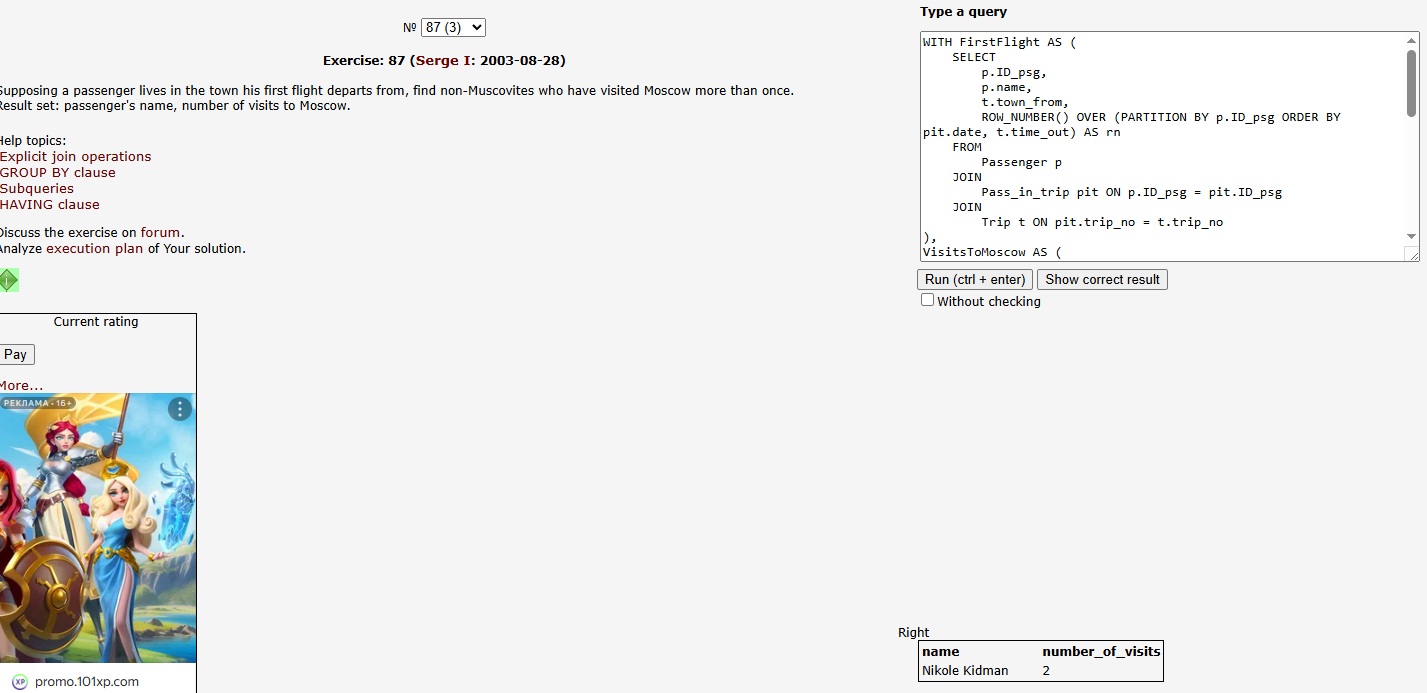 № 87 (3)
Exercise: 87 (Serge I: 2003-08-28)
Supposing a passenger lives in the town his first flight departs from, find non-Muscovites who have visited Moscow more than once.
Result set: passenger's name, number of visits to Moscow.
Help topics:
Explicit join operations
GROUP BY clause
Subqueries
HAVING clause
Discuss the exercise on forum.
Analyze execution plan of Your solution.
Current rating
Pay
More...
РЕКЛАМА • 16+
XP promo.101xp.com
Type a query
WITH FirstFlight AS (
    SELECT
        p.ID_psg,
        p.name,
        t.town_from,
        ROW_NUMBER() OVER (PARTITION BY p.ID_psg ORDER BY
pit.date, t.time_out) AS rn
    FROM
        Passenger p
    JOIN
        Pass_in_trip pit ON p.ID_psg = pit.ID_psg
    JOIN
        Trip t ON pit.trip_no = t.trip_no
),
VisitsToMoscow AS (
Run (ctrl + enter) Show correct result
Without checking
Right
name number_of_visits
Nikole Kidman 2